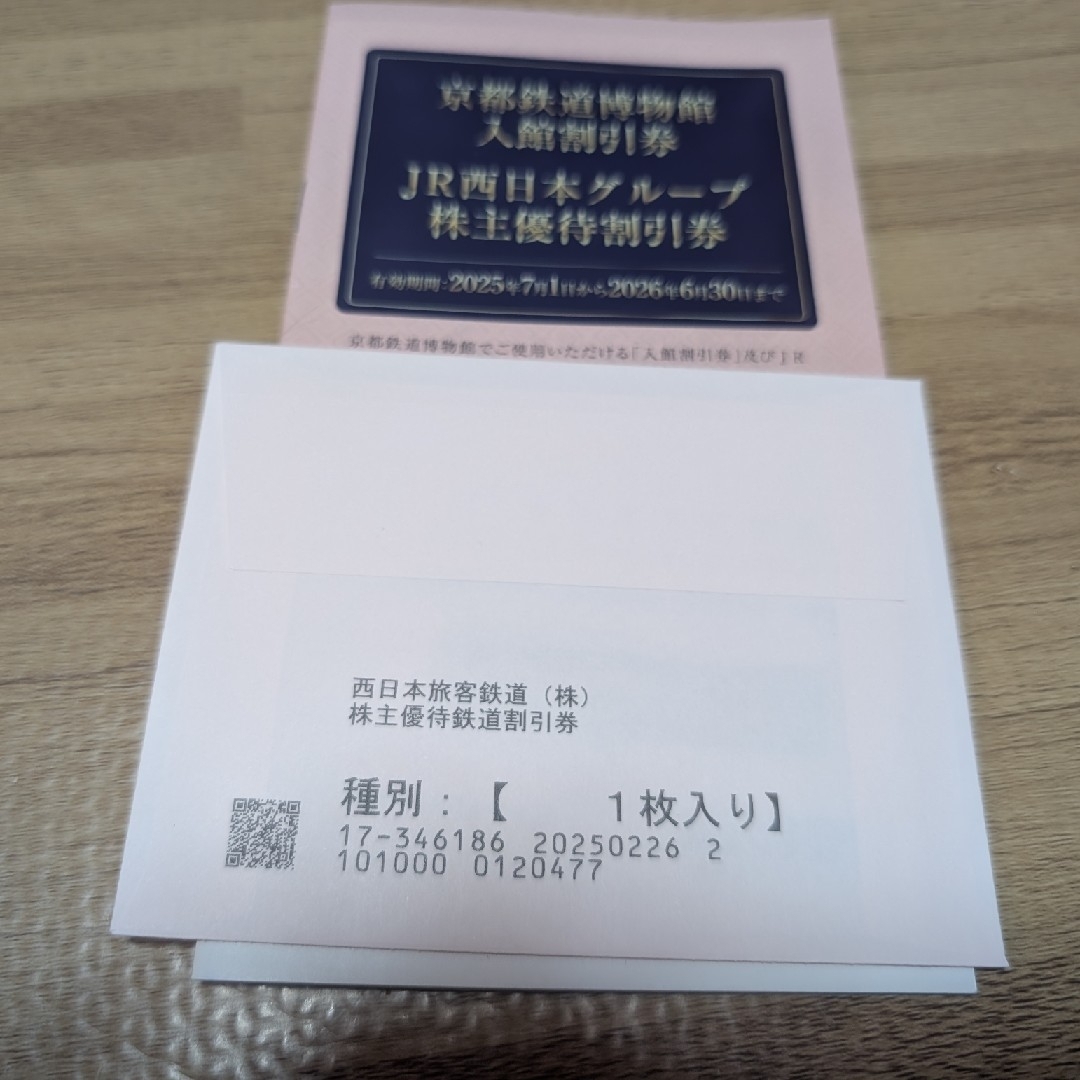 京都鉄道博物館
入館割引券
JR西日本グループ
株主優待割引券
有効期間：2025年7月1日から2026年6月30日まで
京都鉄道博物館でご使用いただける「入館割引券」及びJR
西日本旅客鉄道（株）
株主優待鉄道割引券
種別：【　　　1枚入り】
17-346186 20250226 2
101000 0120477